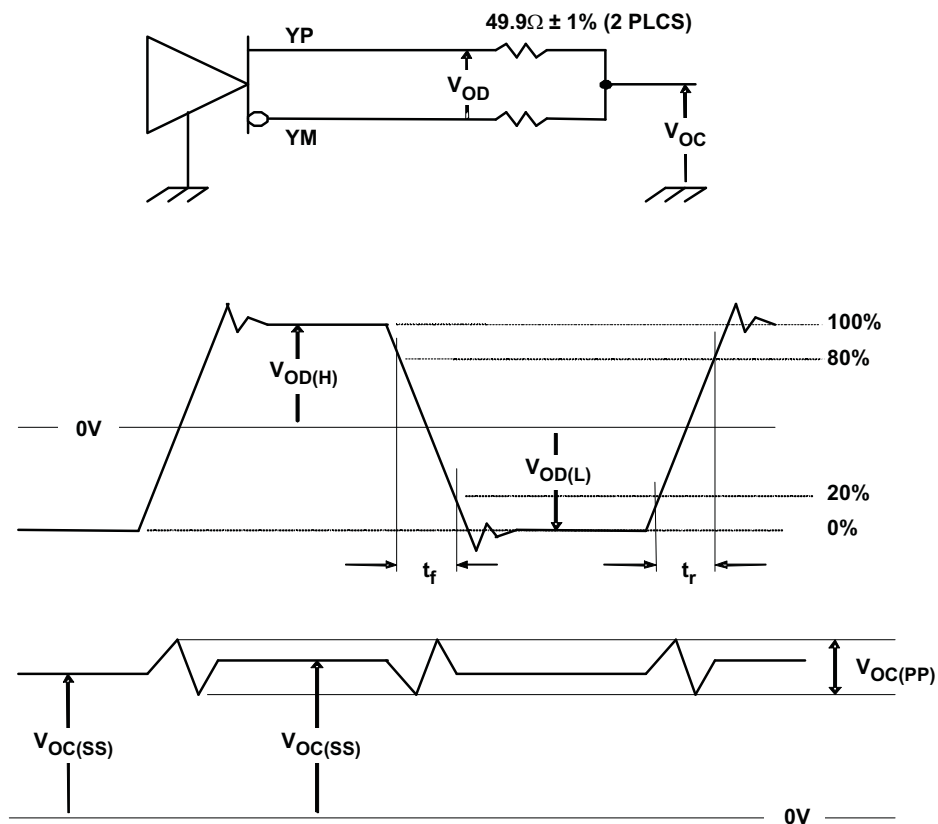 49.9Ω ± 1% (2 PLCS)
YP
VOD
YM
VOC
100%
80%
VOD(H)
0V
VOD(L)
20%
0%
tf
tr
VOC(PP)
VOC(SS)
VOC(SS)
0V